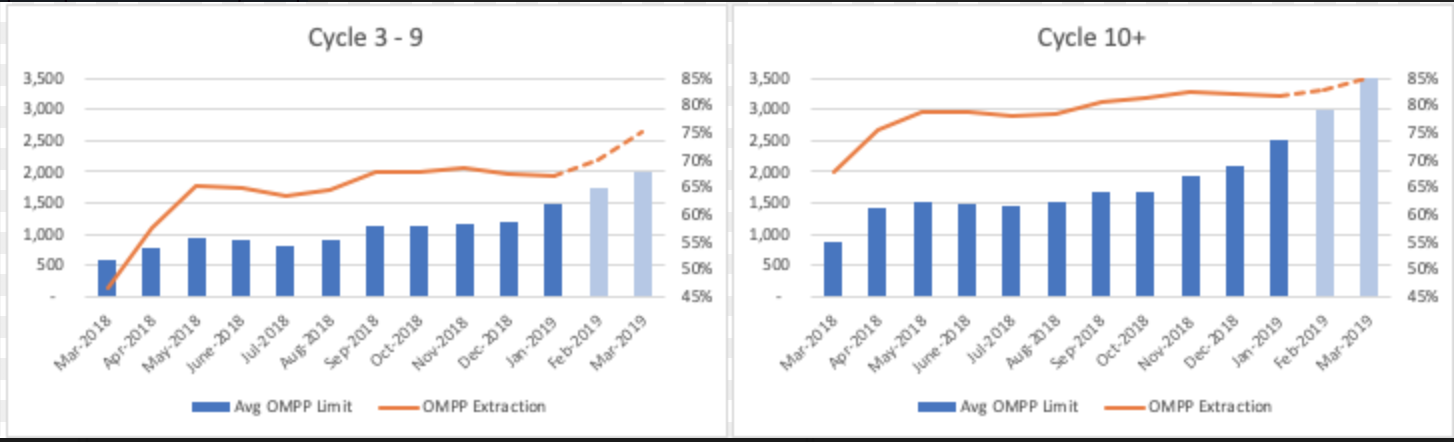 Cycle 3 - 9
3,500
3,000
2,500
2,000
1,500
1,000
500
-
85%
80%
75%
70%
65%
60%
55%
50%
45%
Mar-2018
Apr-2018
May-2018
June-2018
Jul-2018
Aug-2018
Sep-2018
Oct-2018
Nov-2018
Dec-2018
Jan-2019
Feb-2019
Mar-2019
Avg OMPP Limit
OMPP Extraction
Cycle 10+
3,500
3,000
2,500
2,000
1,500
1,000
500
-
85%
80%
75%
70%
65%
60%
55%
50%
45%
Mar-2018
Apr-2018
May-2018
June-2018
Jul-2018
Aug-2018
Sep-2018
Oct-2018
Nov-2018
Dec-2018
Jan-2019
Feb-2019
Mar-2019
Avg OMPP Limit
OMPP Extraction